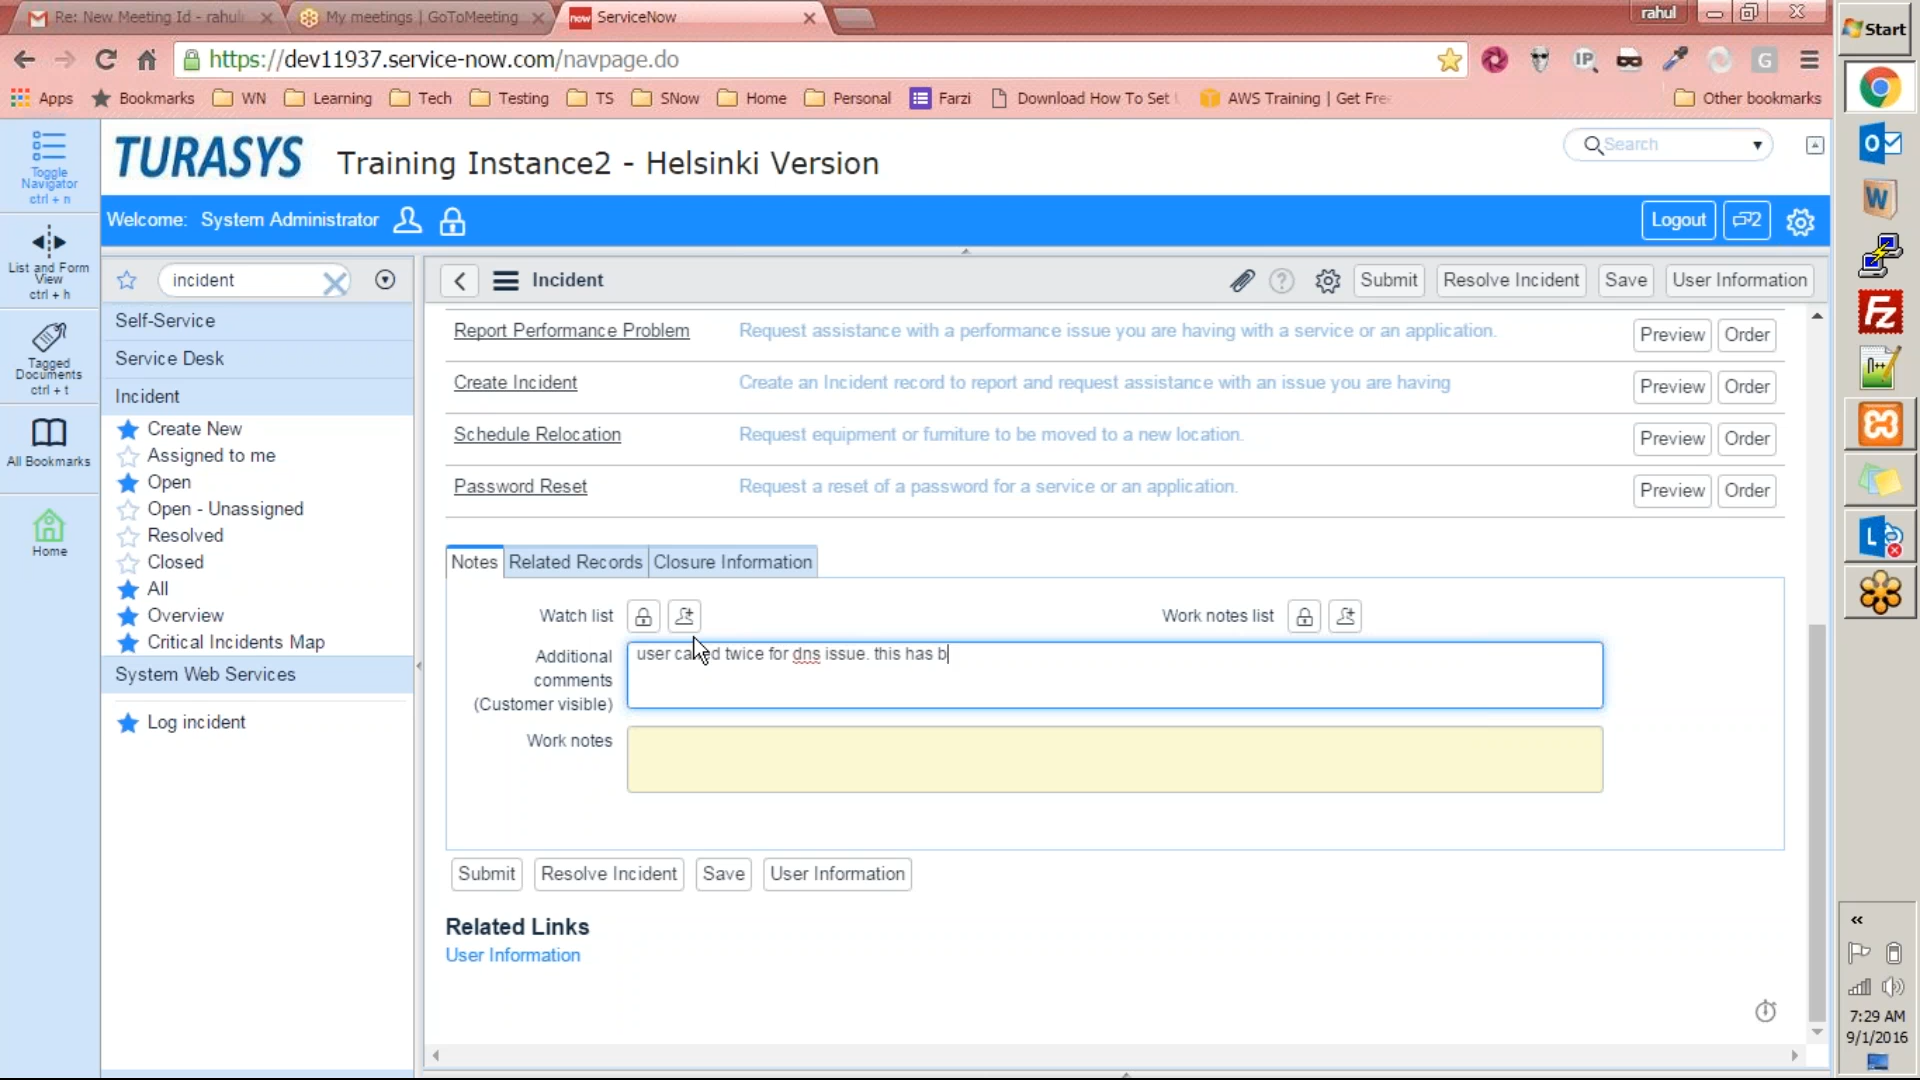 Re: New Meeting Id - rahul
My meetings | GoToMeeting
now ServiceNow
rahul
Start
https://dev11937.service-now.com/navpage.do
IP
G
Apps
Bookmarks
WN
Learning
Tech
Testing
TS
SNow
Home
Personal
Farzi
Download How To Set
AWS Training | Get Fre
Other bookmarks
Toggle
Navigator
ctrl + n
List and Form
View
ctrl + h
Tagged
Documents
ctrl + t
All Bookmarks
Home
TURASYS
Training Instance2 - Helsinki Version
Search
Welcome: System Administrator
Logout
2
incident
Self-Service
Service Desk
Incident
Create New
Assigned to me
Open
Open - Unassigned
Resolved
Closed
All
Overview
Critical Incidents Map
System Web Services
Log incident
Incident
Submit
Resolve Incident
Save
User Information
Report Performance Problem Request assistance with a performance issue you are having with a service or an application. Preview Order
Create Incident Create an Incident record to report and request assistance with an issue you are having Preview Order
Schedule Relocation Request equipment or furniture to be moved to a new location. Preview Order
Password Reset Request a reset of a password for a service or an application. Preview Order
Notes Related Records Closure Information
Watch list
Work notes list
Additional
comments
(Customer visible)
user called twice for dns issue. this has b
Work notes
Submit Resolve Incident Save User Information
Related Links
User Information
7:29 AM
9/1/2016